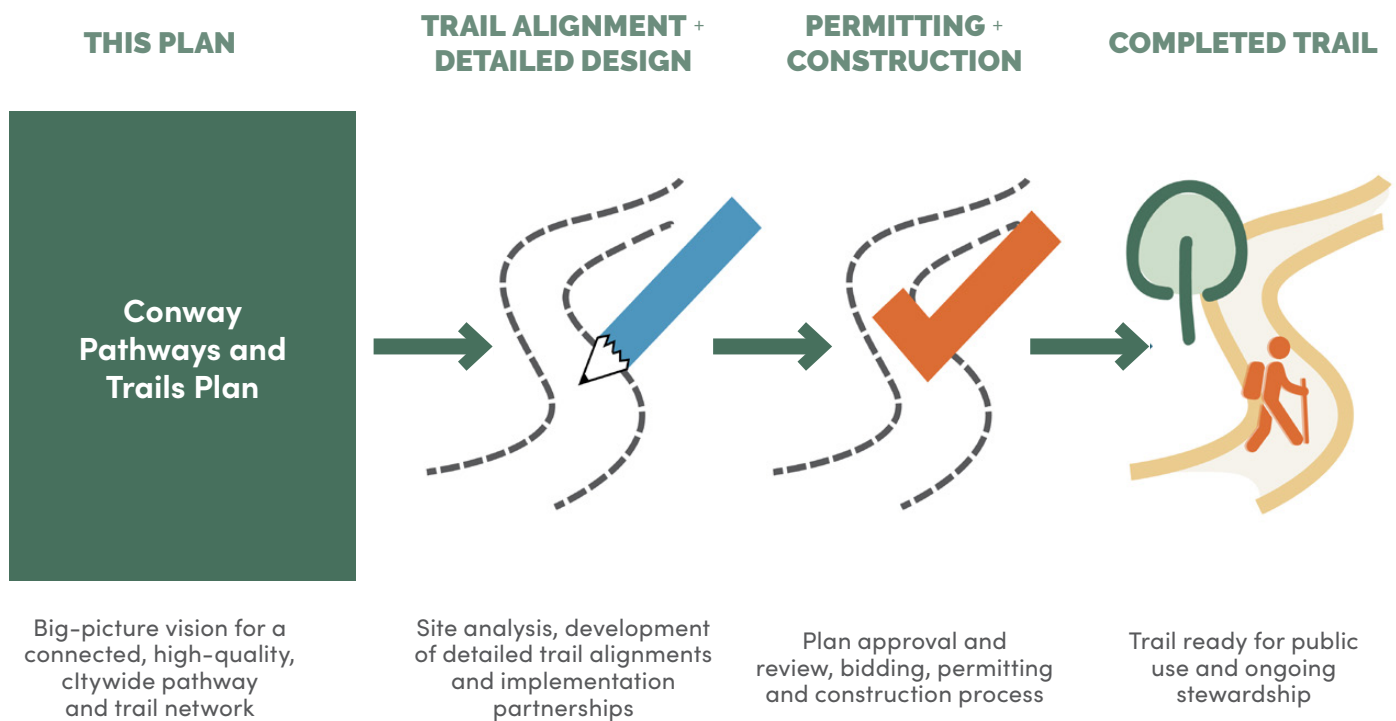 THIS PLAN
TRAIL ALIGNMENT +
DETAILED DESIGN
PERMITTING +
CONSTRUCTION
COMPLETED TRAIL
Conway
Pathways and
Trails Plan
Big-picture vision for a
connected, high-quality,
cItywide pathway
and trail network
Site analysis, development
of detailed trail alignments
and implementation
partnerships
Plan approval and
review, bidding, permitting
and construction process
Trail ready for public
use and ongoing
stewardship